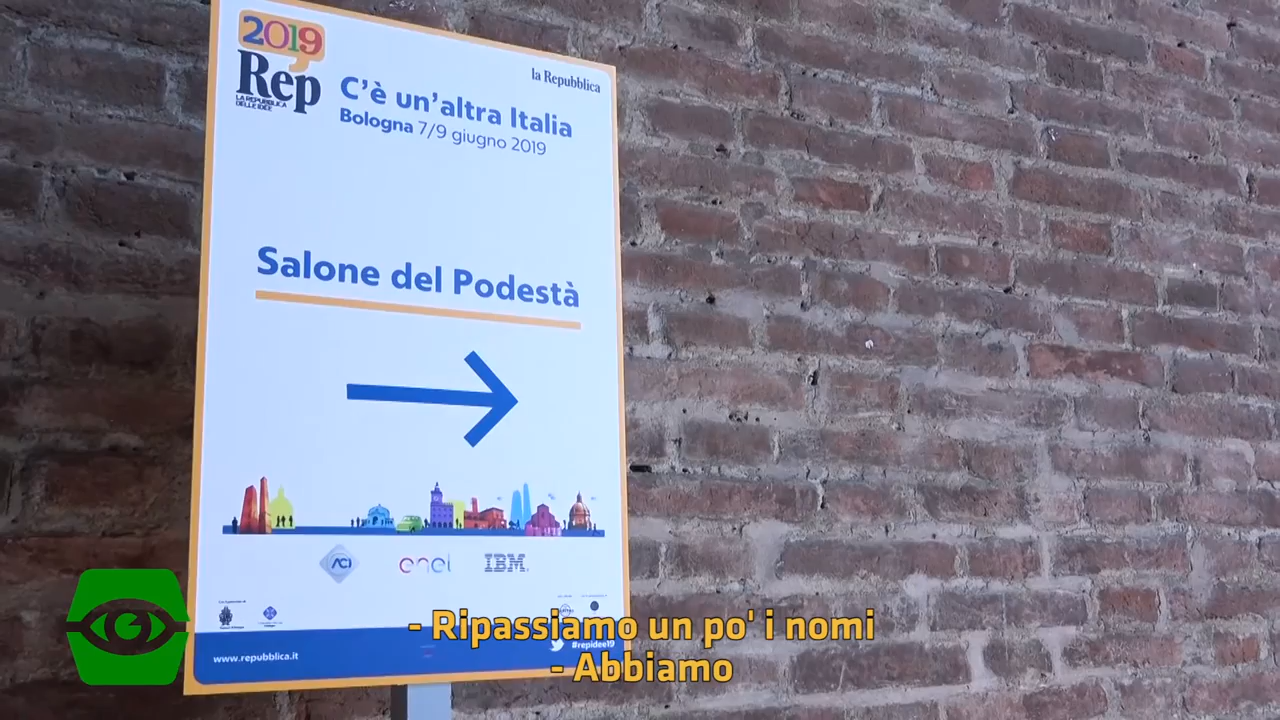 2019
Rep
LA REPUBBLICA
DELLE IDEE
la Repubblica
C'è un'altra Italia
Bologna 7/9 giugno 2019
Salone del Podestà
ACI
enel
IBM
www.repubblica.it
#repidee19
- Ripassiamo un po' i nomi
- Abbiamo